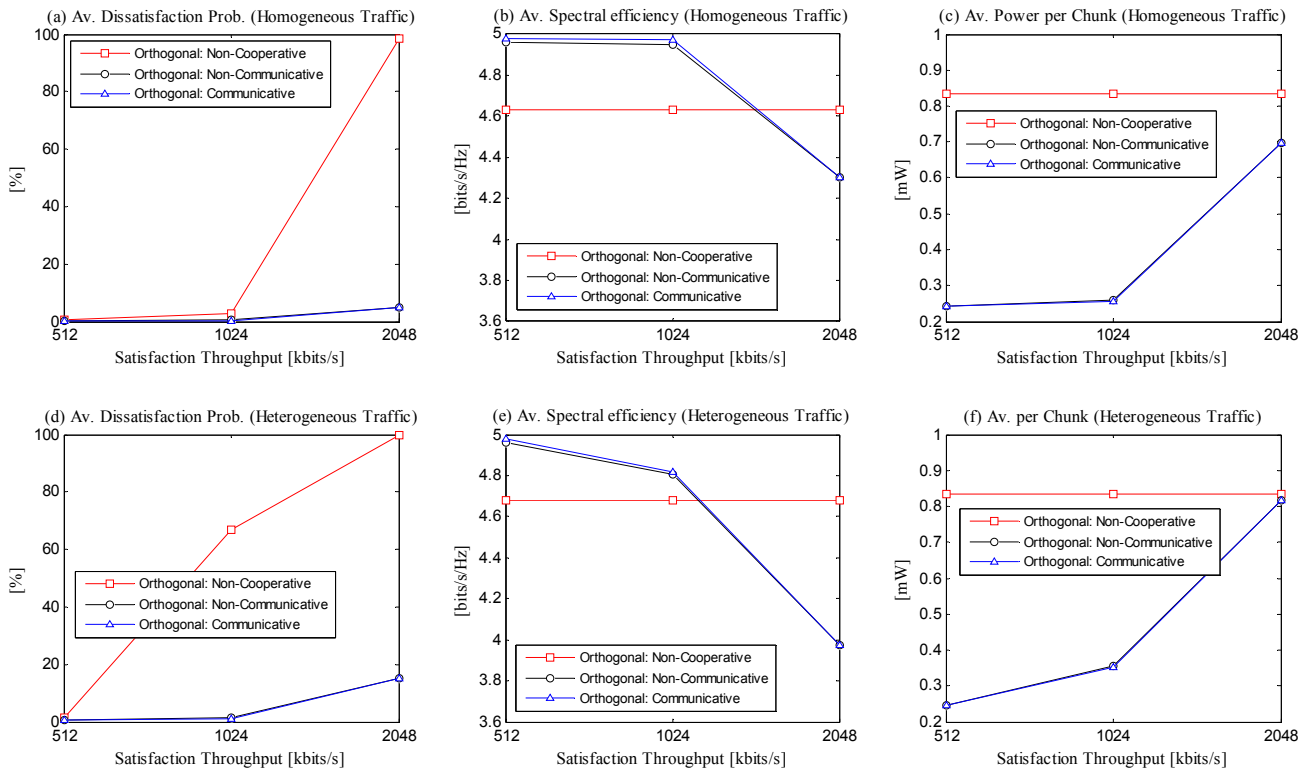 (a) Av. Dissatisfaction Prob. (Homogeneous Traffic)
100
80
60
40
20
0
[%]
Orthogonal: Non-Cooperative
Orthogonal: Non-Communicative
Orthogonal: Communicative
512
1024
2048
Satisfaction Throughput [kbits/s]
(b) Av. Spectral efficiency (Homogeneous Traffic)
5
4.8
4.6
4.4
4.2
4
3.8
3.6
[bits/s/Hz]
Orthogonal: Non-Cooperative
Orthogonal: Non-Communicative
Orthogonal: Communicative
512
1024
2048
Satisfaction Throughput [kbits/s]
(c) Av. Power per Chunk (Homogeneous Traffic)
1
0.9
0.8
0.7
0.6
0.5
0.4
0.3
0.2
[mW]
Orthogonal: Non-Cooperative
Orthogonal: Non-Communicative
Orthogonal: Communicative
512
1024
2048
Satisfaction Throughput [kbits/s]
(d) Av. Dissatisfaction Prob. (Heterogeneous Traffic)
100
80
60
40
20
0
[%]
Orthogonal: Non-Cooperative
Orthogonal: Non-Communicative
Orthogonal: Communicative
512
1024
2048
Satisfaction Throughput [kbits/s]
(e) Av. Spectral efficiency (Heterogeneous Traffic)
5
4.8
4.6
4.4
4.2
4
3.8
3.6
[bits/s/Hz]
Orthogonal: Non-Cooperative
Orthogonal: Non-Communicative
Orthogonal: Communicative
512
1024
2048
Satisfaction Throughput [kbits/s]
(f) Av. per Chunk (Heterogeneous Traffic)
1
0.9
0.8
0.7
0.6
0.5
0.4
0.3
0.2
[mW]
Orthogonal: Non-Cooperative
Orthogonal: Non-Communicative
Orthogonal: Communicative
512
1024
2048
Satisfaction Throughput [kbits/s]